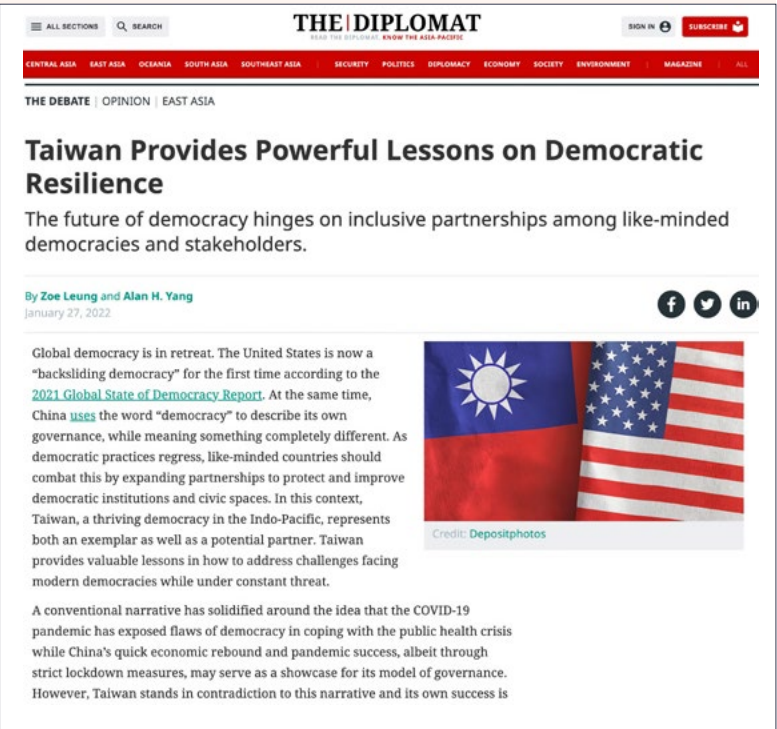 ALL SECTIONS
SEARCH
THE|DIPLOMAT
READ THE DIPLOMAT. KNOW THE ASIA-PACIFIC
SIGN IN
SUBSCRIBE
CENTRAL ASIA EAST ASIA OCEANIA SOUTH ASIA SOUTHEAST ASIA | SECURITY POLITICS DIPLOMACY ECONOMY SOCIETY ENVIRONMENT | MAGAZINE | ALL
THE DEBATE | OPINION | EAST ASIA
Taiwan Provides Powerful Lessons on Democratic
Resilience
The future of democracy hinges on inclusive partnerships among like-minded
democracies and stakeholders.
By Zoe Leung and Alan H. Yang
January 27, 2022
f
in
Global democracy is in retreat. The United States is now a
“backsliding democracy” for the first time according to the
2021 Global State of Democracy Report. At the same time,
China uses the word “democracy” to describe its own
governance, while meaning something completely different. As
democratic practices regress, like-minded countries should
combat this by expanding partnerships to protect and improve
democratic institutions and civic spaces. In this context,
Taiwan, a thriving democracy in the Indo-Pacific, represents
both an exemplar as well as a potential partner. Taiwan
provides valuable lessons in how to address challenges facing
modern democracies while under constant threat.
Credit: Depositphotos
A conventional narrative has solidified around the idea that the COVID-19
pandemic has exposed flaws of democracy in coping with the public health crisis
while China’s quick economic rebound and pandemic success, albeit through
strict lockdown measures, may serve as a showcase for its model of governance.
However, Taiwan stands in contradiction to this narrative and its own success is